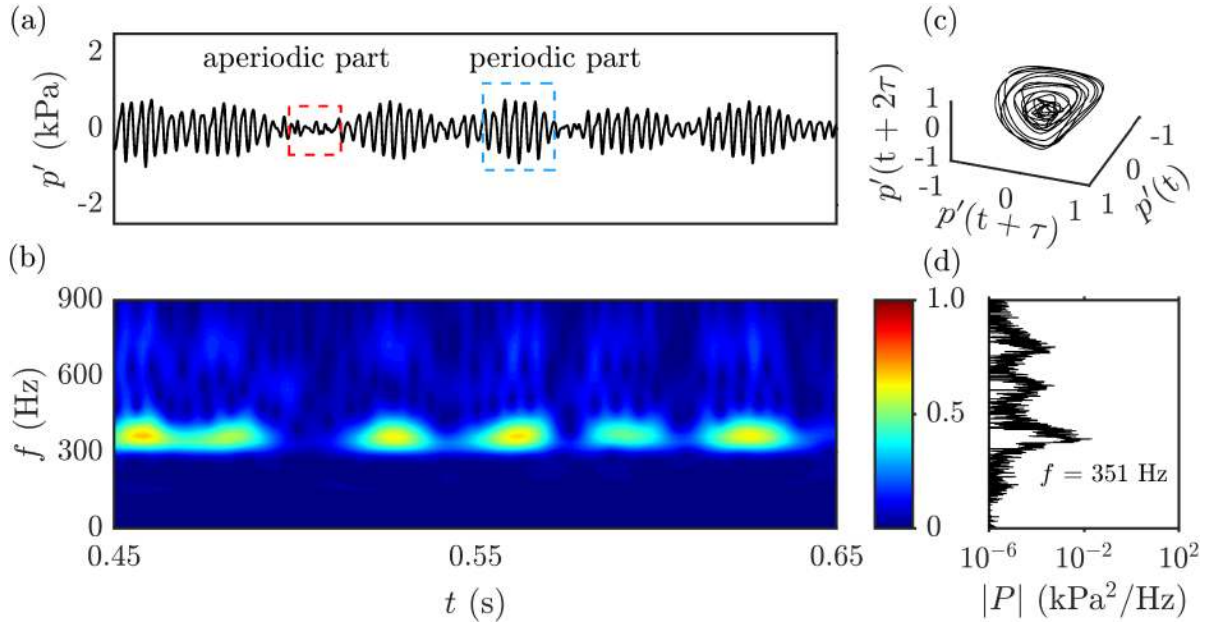 (a)
2
0
-2
p′ (kPa)
aperiodic part
periodic part
(c)
1
0
-1
p′(t + 2τ)
-1
0
1
p′(t + τ)
1
0
-1
p′(t)
(b)
900
600
300
0
f (Hz)
0.45
0.55
0.65
t (s)
1.0
0.5
0
(d)
f = 351 Hz
10⁻⁶
10⁻²
10²
|P| (kPa²/Hz)